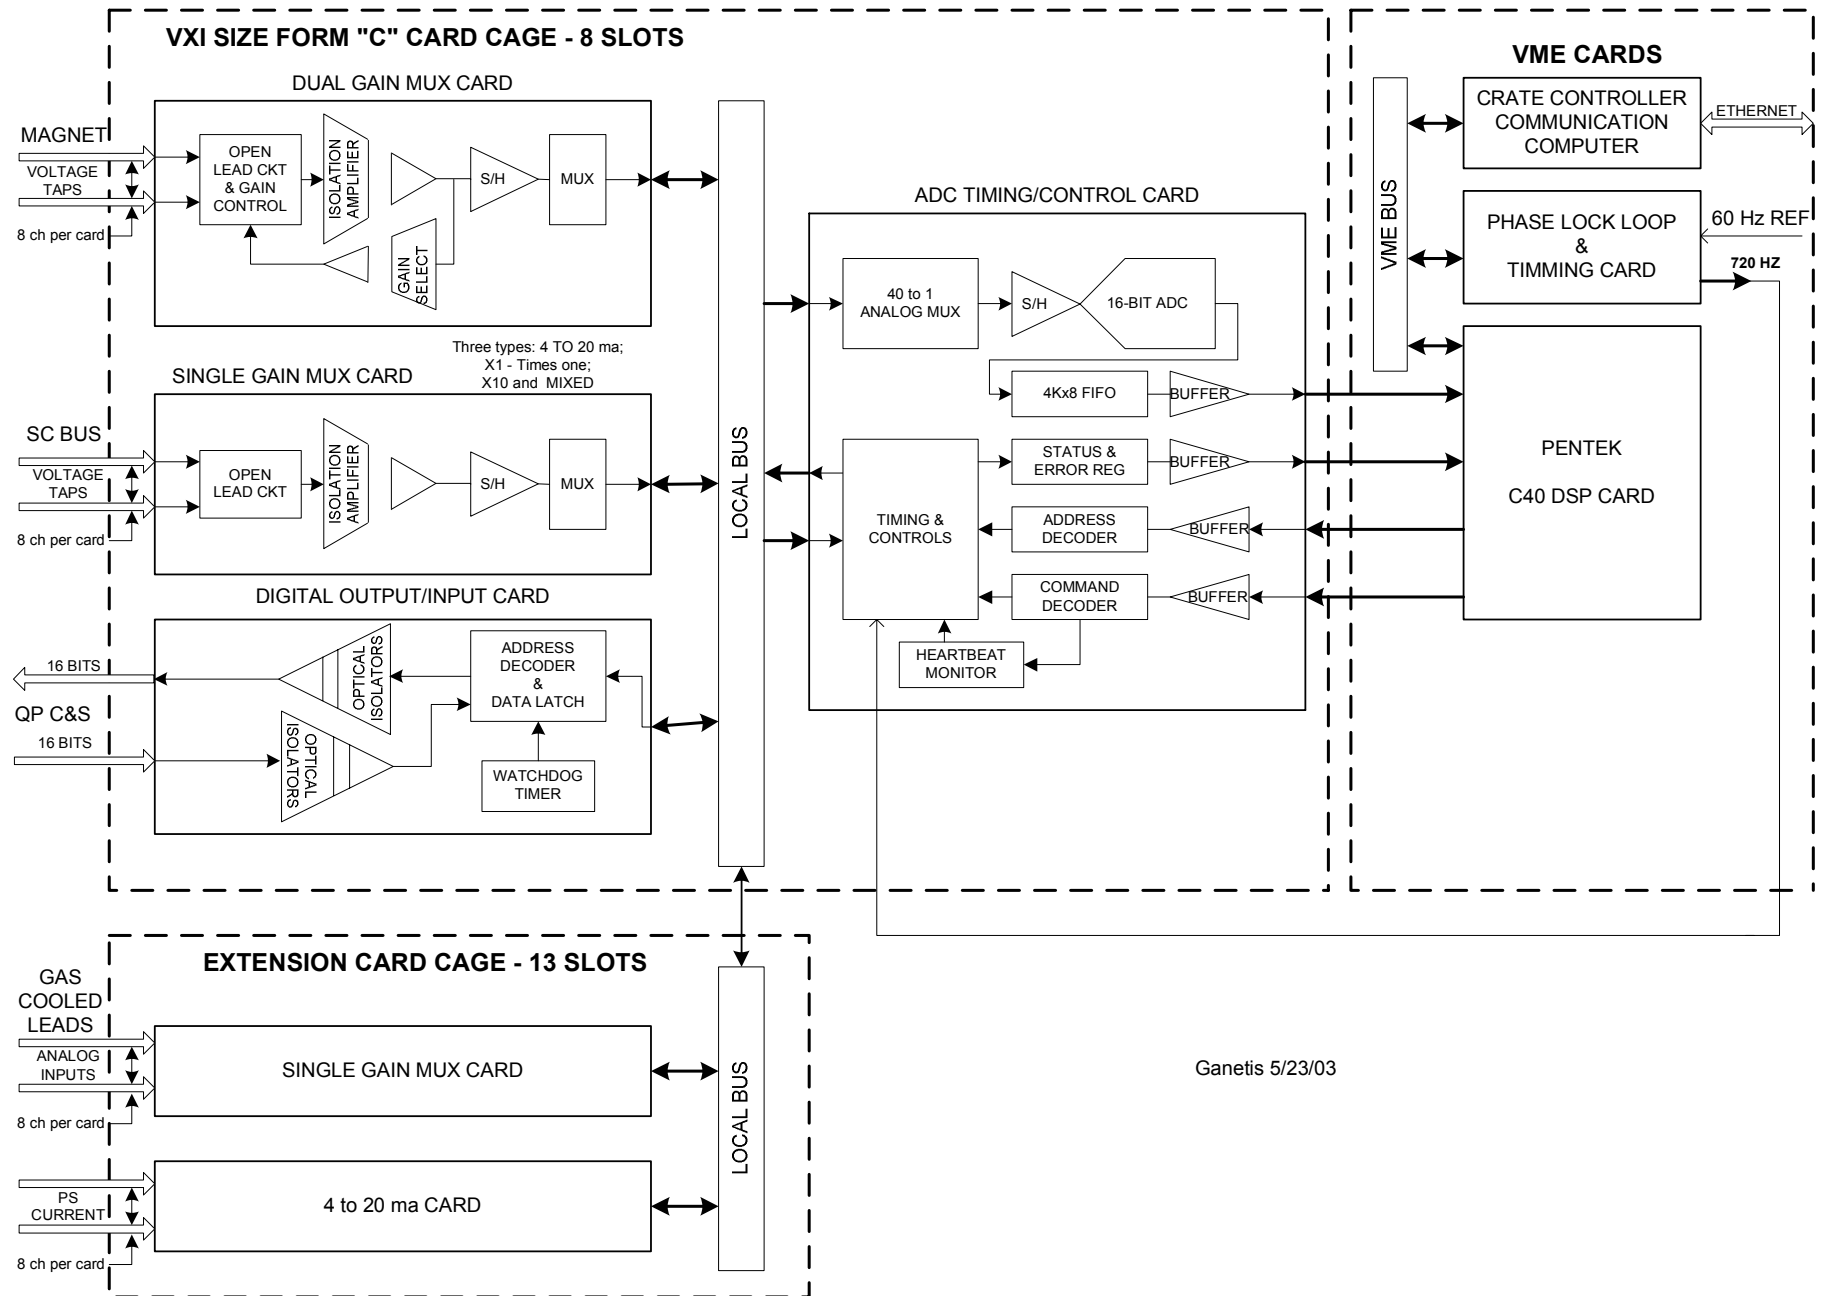 VXI SIZE FORM "C" CARD CAGE - 8 SLOTS
DUAL GAIN MUX CARD
MAGNET
VOLTAGE
TAPS
8 ch per card
OPEN
LEAD CKT
& GAIN
CONTROL
ISOLATION
AMPLIFIER
GAIN
SELECT
S/H
MUX
Three types: 4 TO 20 ma;
X1 - Times one;
X10 and MIXED
SINGLE GAIN MUX CARD
SC BUS
VOLTAGE
TAPS
8 ch per card
OPEN
LEAD CKT
ISOLATION
AMPLIFIER
S/H
MUX
DIGITAL OUTPUT/INPUT CARD
16 BITS
QP C&S
16 BITS
OPTICAL
ISOLATORS
OPTICAL
ISOLATORS
ADDRESS
DECODER
&
DATA LATCH
WATCHDOG
TIMER
LOCAL BUS
ADC TIMING/CONTROL CARD
40 to 1
ANALOG MUX
S/H
16-BIT ADC
4Kx8 FIFO
BUFFER
STATUS &
ERROR REG
BUFFER
TIMING &
CONTROLS
ADDRESS
DECODER
BUFFER
COMMAND
DECODER
BUFFER
HEARTBEAT
MONITOR
VME CARDS
VME BUS
CRATE CONTROLLER
COMMUNICATION
COMPUTER
ETHERNET
PHASE LOCK LOOP
&
TIMMING CARD
60 Hz REF
720 HZ
PENTEK
C40 DSP CARD
EXTENSION CARD CAGE - 13 SLOTS
GAS
COOLED
LEADS
ANALOG
INPUTS
8 ch per card
SINGLE GAIN MUX CARD
PS
CURRENT
8 ch per card
4 to 20 ma CARD
LOCAL BUS
Ganetis 5/23/03